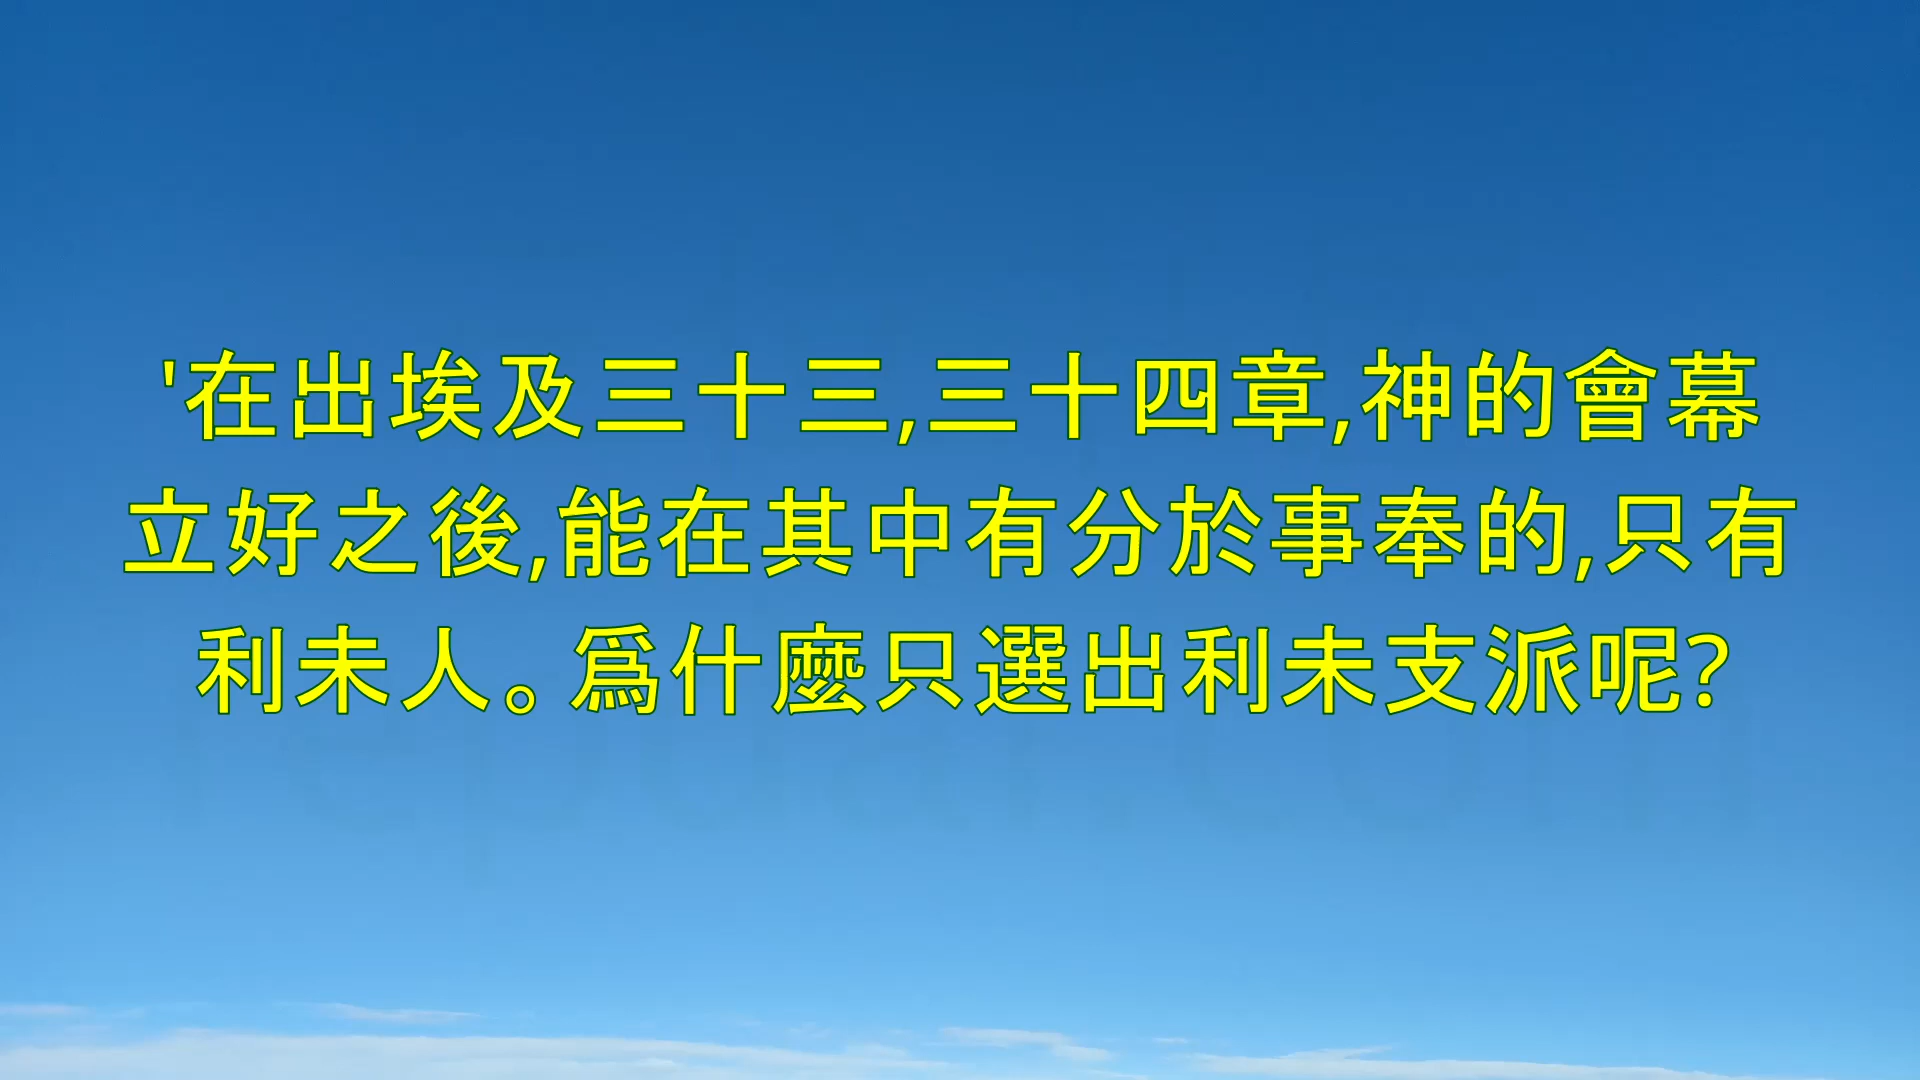 '在出埃及三十三,三十四章,神的會幕
立好之後,能在其中有分於事奉的,只有
利未人。爲什麼只選出利未支派呢?